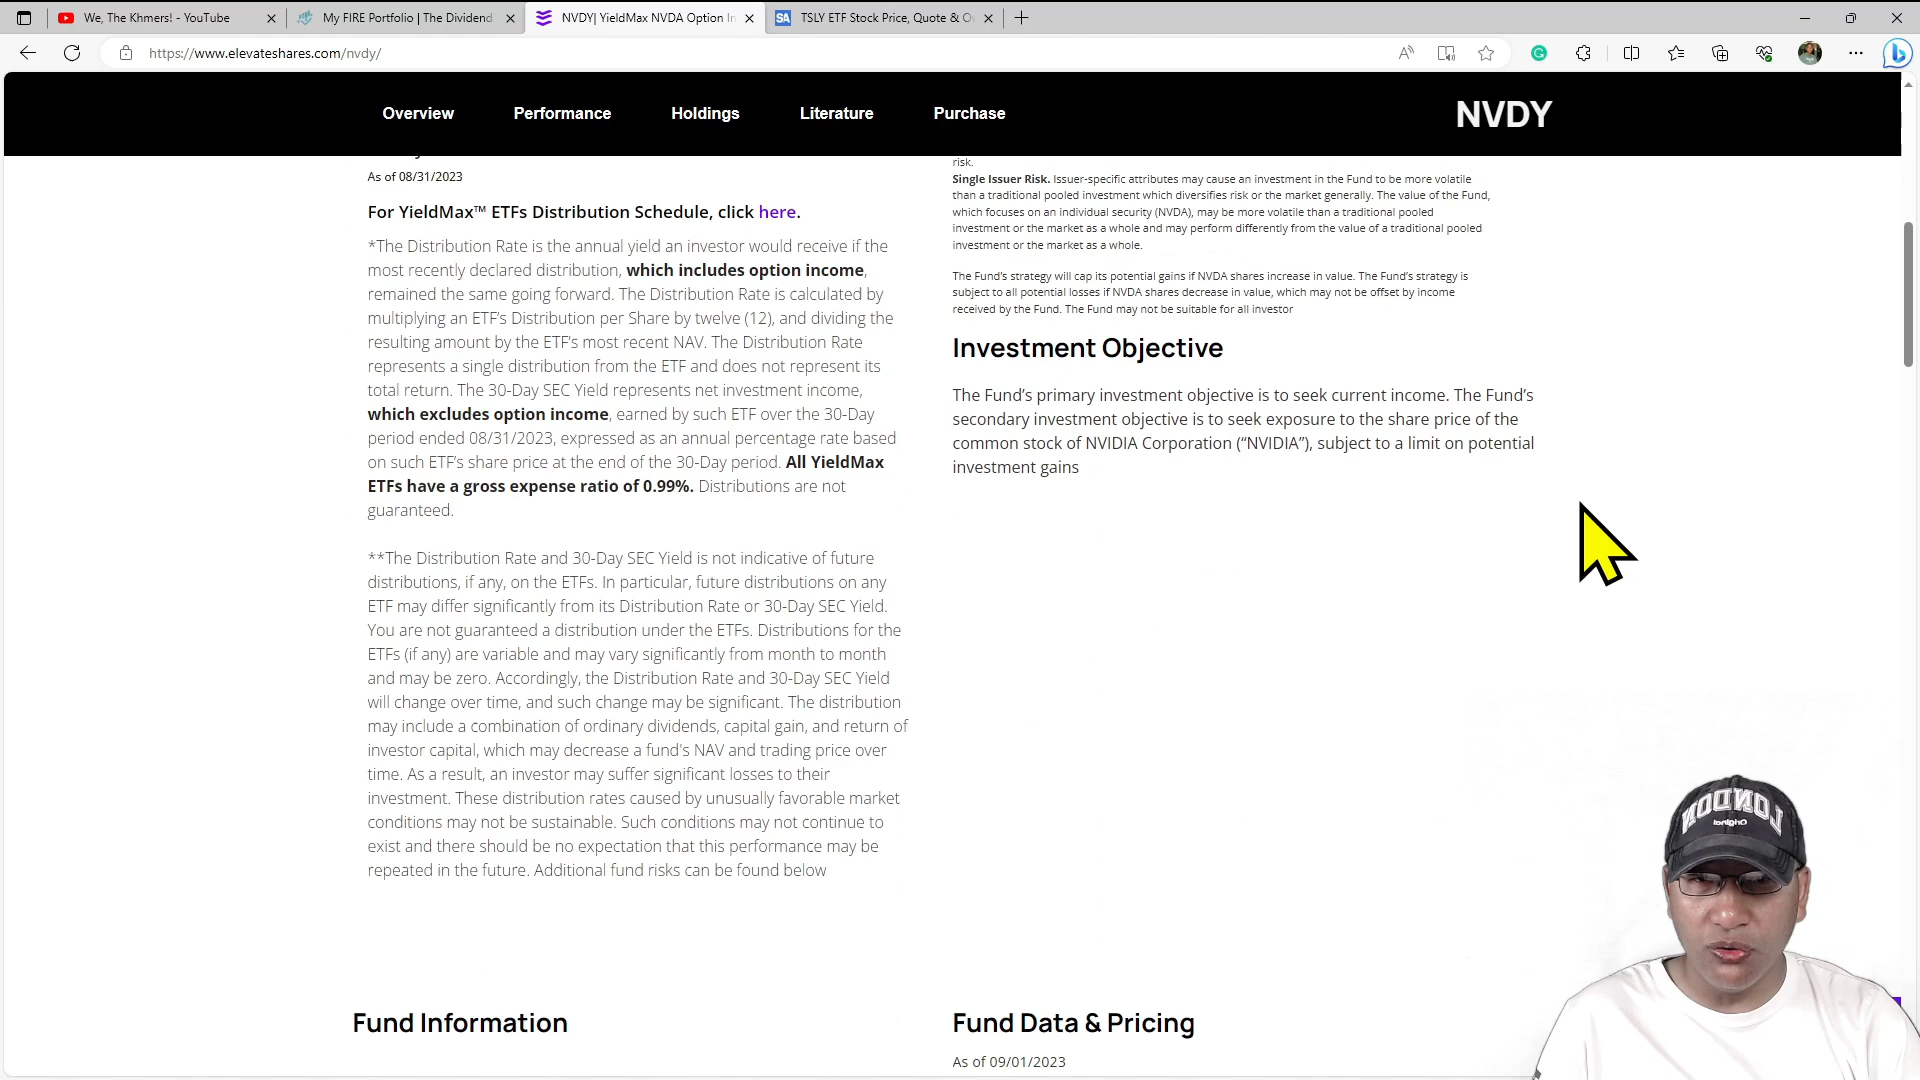 We, The Khmers! - YouTube
My FIRE Portfolio | The Dividend
NVDY| YieldMax NVDA Option In
SA TSLY ETF Stock Price, Quote & O
https://www.elevateshares.com/nvdy/
Overview
Performance
Holdings
Literature
Purchase
NVDY
As of 08/31/2023
For YieldMax™ ETFs Distribution Schedule, click here.
*The Distribution Rate is the annual yield an investor would receive if the
most recently declared distribution, which includes option income,
remained the same going forward. The Distribution Rate is calculated by
multiplying an ETF’s Distribution per Share by twelve (12), and dividing the
resulting amount by the ETF’s most recent NAV. The Distribution Rate
represents a single distribution from the ETF and does not represent its
total return. The 30-Day SEC Yield represents net investment income,
which excludes option income, earned by such ETF over the 30-Day
period ended 08/31/2023, expressed as an annual percentage rate based
on such ETF’s share price at the end of the 30-Day period. All YieldMax
ETFs have a gross expense ratio of 0.99%. Distributions are not
guaranteed.
**The Distribution Rate and 30-Day SEC Yield is not indicative of future
distributions, if any, on the ETFs. In particular, future distributions on any
ETF may differ significantly from its Distribution Rate or 30-Day SEC Yield.
You are not guaranteed a distribution under the ETFs. Distributions for the
ETFs (if any) are variable and may vary significantly from month to month
and may be zero. Accordingly, the Distribution Rate and 30-Day SEC Yield
will change over time, and such change may be significant. The distribution
may include a combination of ordinary dividends, capital gain, and return of
investor capital, which may decrease a fund's NAV and trading price over
time. As a result, an investor may suffer significant losses to their
investment. These distribution rates caused by unusually favorable market
conditions may not be sustainable. Such conditions may not continue to
exist and there should be no expectation that this performance may be
repeated in the future. Additional fund risks can be found below
risk.
Single Issuer Risk. Issuer-specific attributes may cause an investment in the Fund to be more volatile
than a traditional pooled investment which diversifies risk or the market generally. The value of the Fund,
which focuses on an individual security (NVDA), may be more volatile than a traditional pooled
investment or the market as a whole and may perform differently from the value of a traditional pooled
investment or the market as a whole.
The Fund’s strategy will cap its potential gains if NVDA shares increase in value. The Fund’s strategy is
subject to all potential losses if NVDA shares decrease in value, which may not be offset by income
received by the Fund. The Fund may not be suitable for all investor
Investment Objective
The Fund’s primary investment objective is to seek current income. The Fund’s
secondary investment objective is to seek exposure to the share price of the
common stock of NVIDIA Corporation (“NVIDIA”), subject to a limit on potential
investment gains
LONDON
Original
Fund Information
Fund Data & Pricing
As of 09/01/2023